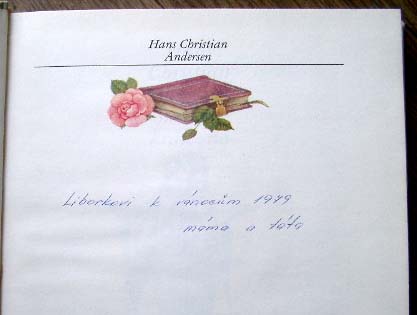 Hans Christian
Andersen
Liborkovi k vánocům 1979
máma a táta